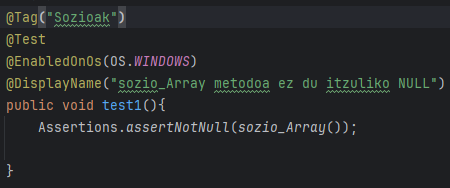 @Tag("Sozioak")
@Test
@EnabledOnOs(OS.WINDOWS)
@DisplayName("sozio_Array metodoa ez du itzuliko NULL")
public void test1(){
Assertions.assertNotNull(sozio_Array());
}